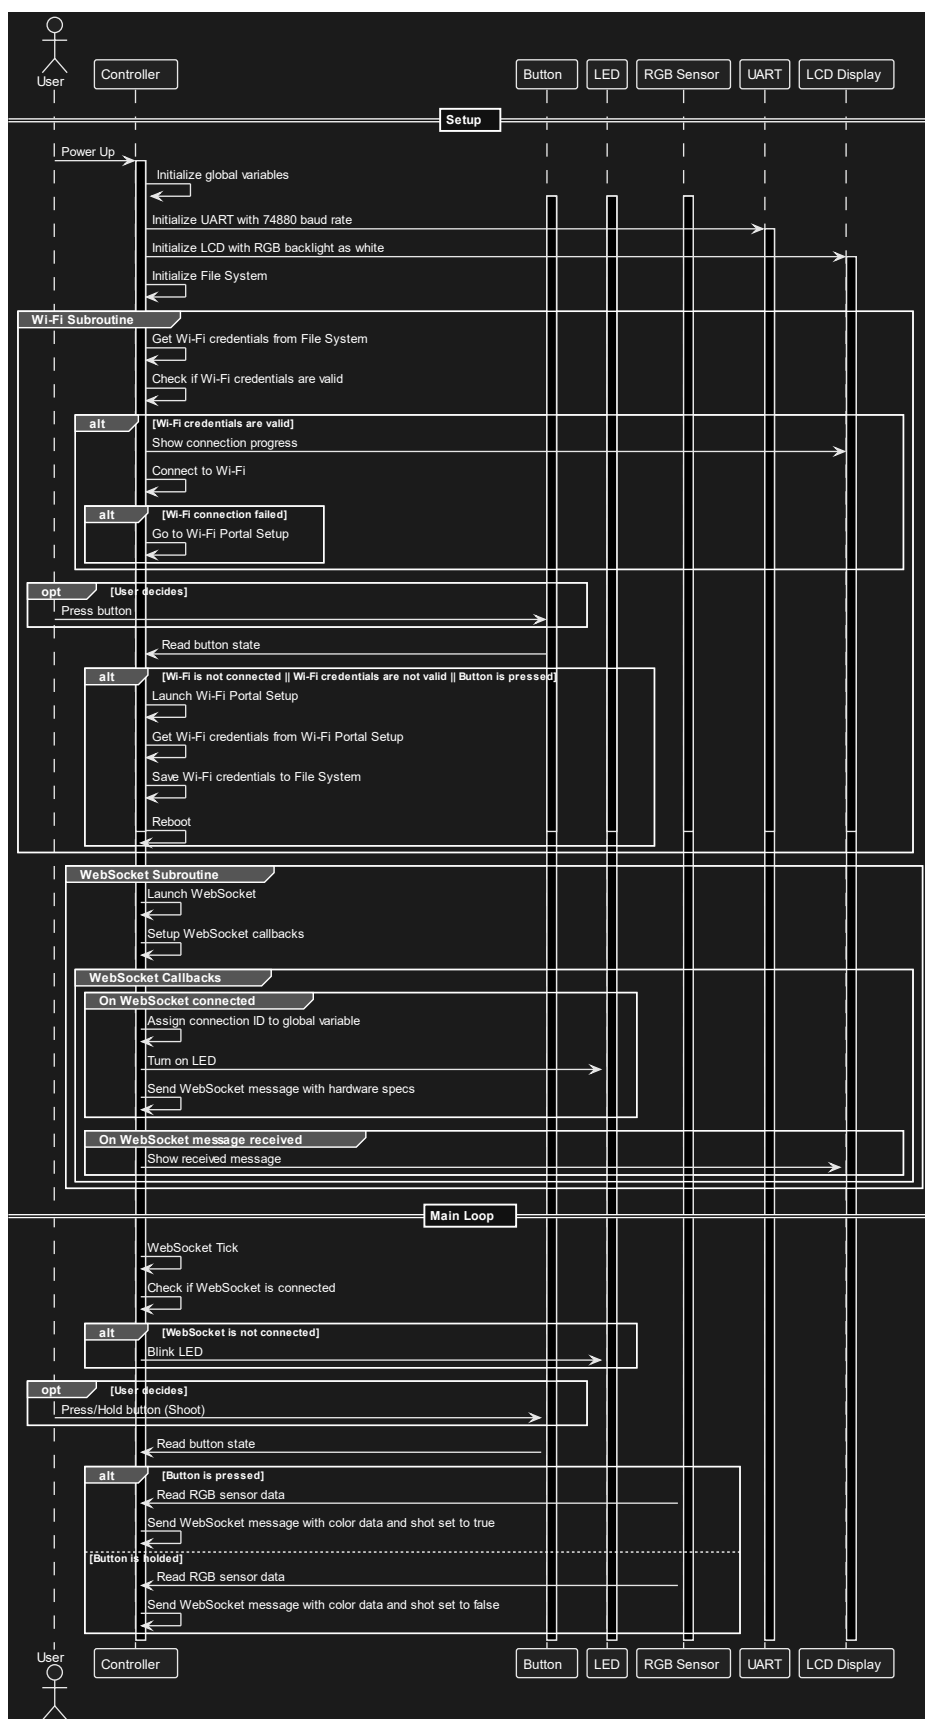 User
Controller
Button
LED
RGB Sensor
UART
LCD Display
Setup
Power Up
Initialize global variables
Initialize UART with 74880 baud rate
Initialize LCD with RGB backlight as white
Initialize File System
Wi-Fi Subroutine
Get Wi-Fi credentials from File System
Check if Wi-Fi credentials are valid
alt [Wi-Fi credentials are valid]
Show connection progress
Connect to Wi-Fi
alt [Wi-Fi connection failed]
Go to Wi-Fi Portal Setup
opt [User decides]
Press button
Read button state
alt [Wi-Fi is not connected || Wi-Fi credentials are not valid || Button is pressed]
Launch Wi-Fi Portal Setup
Get Wi-Fi credentials from Wi-Fi Portal Setup
Save Wi-Fi credentials to File System
Reboot
WebSocket Subroutine
Launch WebSocket
Setup WebSocket callbacks
WebSocket Callbacks
On WebSocket connected
Assign connection ID to global variable
Turn on LED
Send WebSocket message with hardware specs
On WebSocket message received
Show received message
Main Loop
WebSocket Tick
Check if WebSocket is connected
alt [WebSocket is not connected]
Blink LED
opt [User decides]
Press/Hold button (Shoot)
Read button state
alt [Button is pressed]
Read RGB sensor data
Send WebSocket message with color data and shot set to true
[Button is holded]
Read RGB sensor data
Send WebSocket message with color data and shot set to false
User
Controller
Button
LED
RGB Sensor
UART
LCD Display